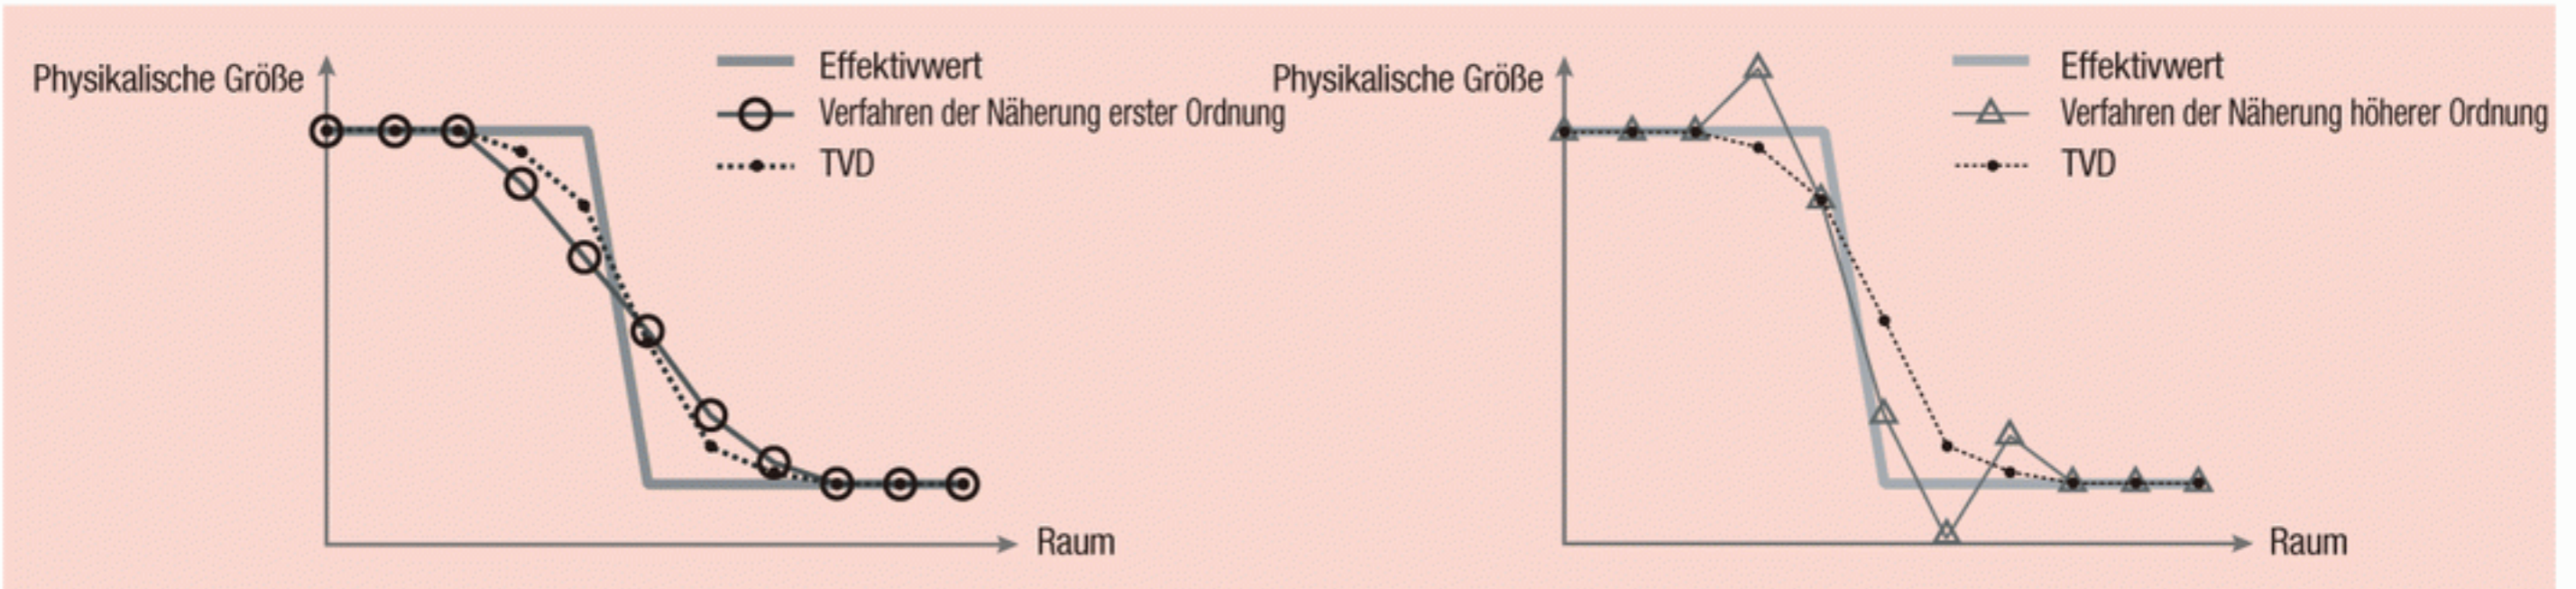 Physikalische Größe
Effektivwert
Verfahren der Näherung erster Ordnung
TVD
Raum
Physikalische Größe
Effektivwert
Verfahren der Näherung höherer Ordnung
TVD
Raum